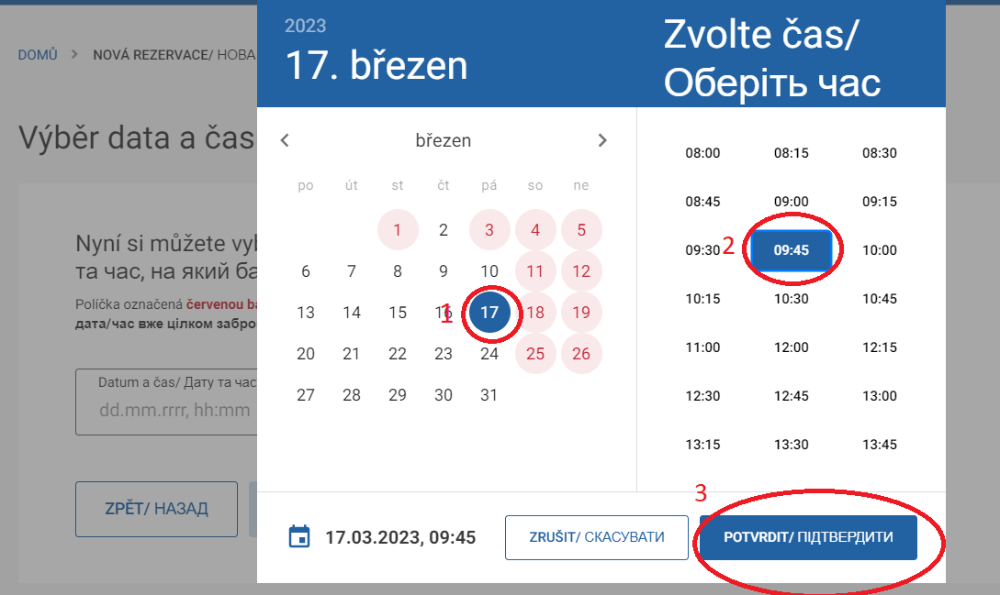 DOMŮ > NOVÁ REZERVACE/ НОВА
Výběr data a čas
Nyní si můžete vyb
та час, на який ба
Políčka označená červenou ba
дата/час вже цілком забро
Datum a čas/ Дату та час
dd.mm.rrrr, hh:mm
ZPĚT/ НАЗАД
2023
17. březen
Zvolte čas/
Оберіть час
březen
po út st čt pá so ne
1 2 3 4 5
6 7 8 9 10 11 12
13 14 15 16 17 18 19
20 21 22 23 24 25 26
27 28 29 30 31
1
08:00 08:15 08:30
08:45 09:00 09:15
2
09:30 09:45 10:00
10:15 10:30 10:45
11:00 12:00 12:15
12:30 12:45 13:00
13:15 13:30 13:45
3
17.03.2023, 09:45
ZRUŠIT/ СКАСУВАТИ
POTVRDIT/ ПІДТВЕРДИТИ